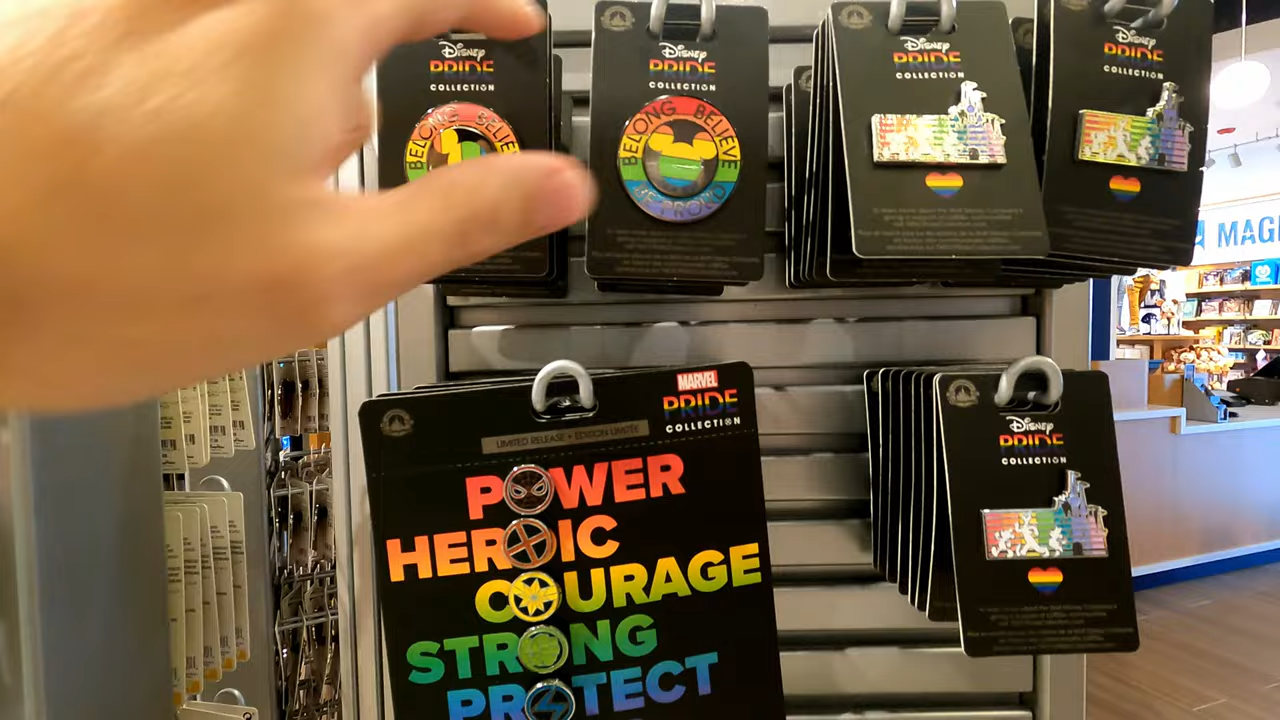 Disney
PRIDE
COLLECTION
BELONG BELIEVE
Disney
PRIDE
COLLECTION
BELONG BELIEVE
BE PROUD
Disney
PRIDE
COLLECTION
Disney
PRIDE
COLLECTION
MARVEL
PRIDE
COLLECTION
LIMITED RELEASE • EDITION LIMITÉE
POWER
HEROIC
COURAGE
STRONG
PROTECT
Disney
PRIDE
COLLECTION